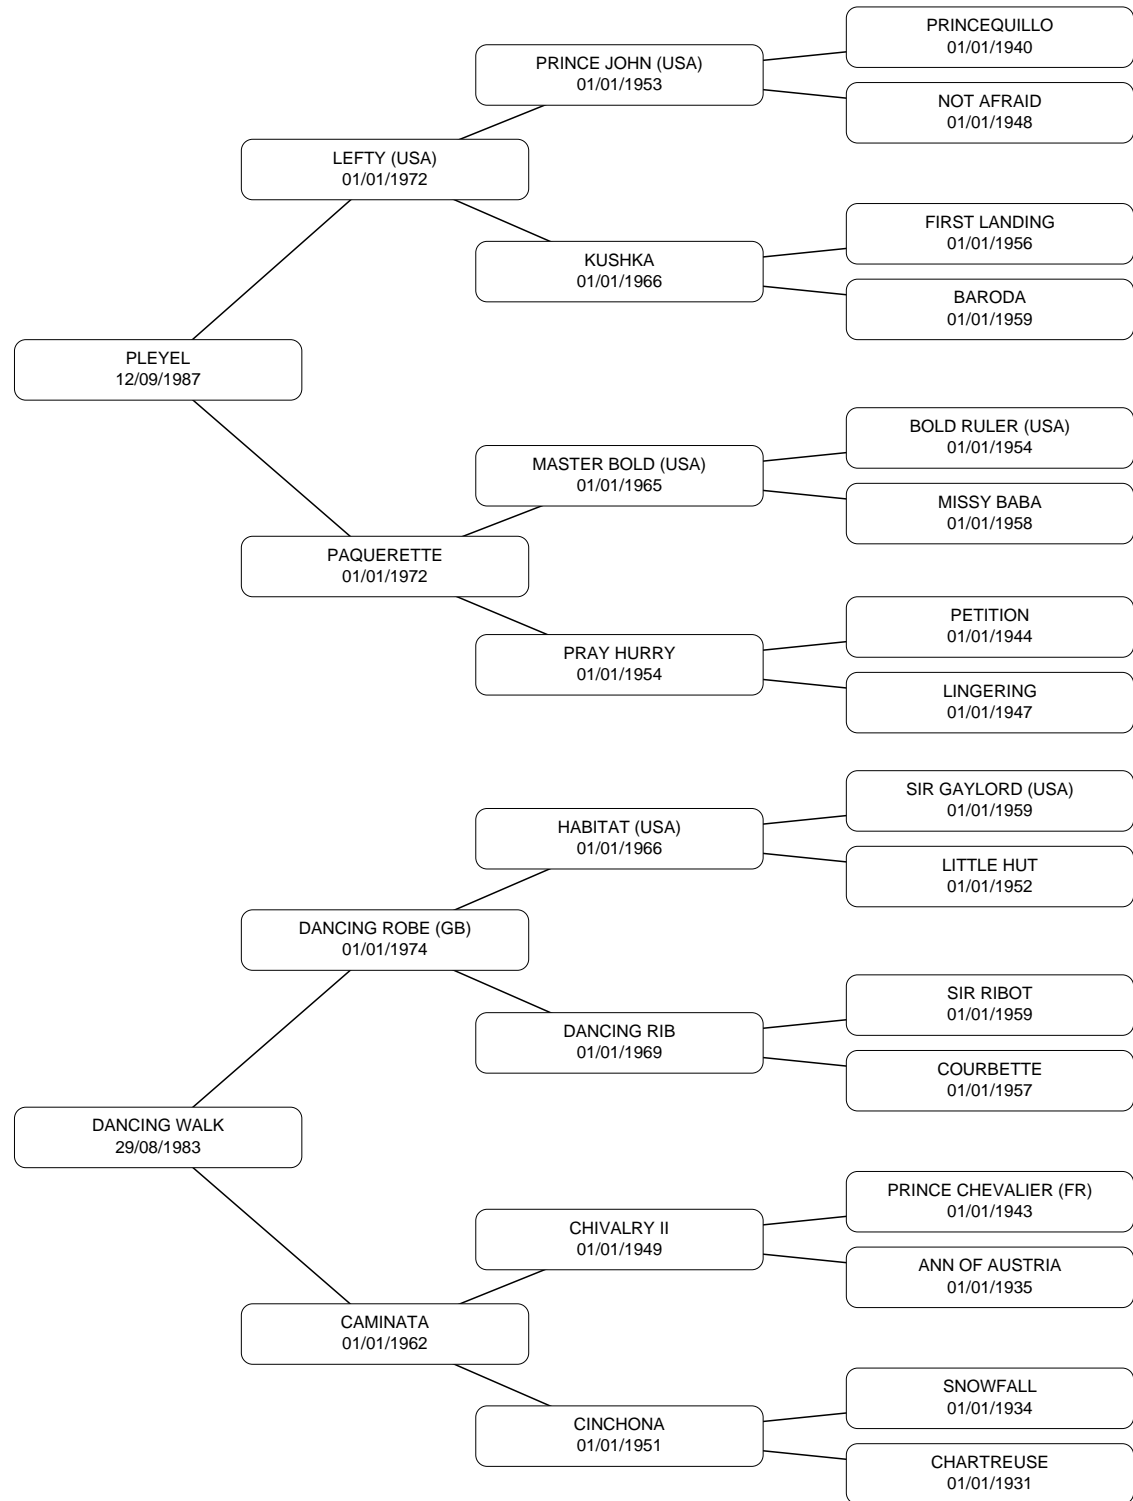 PRINCEQUILLO
01/01/1940
PRINCE JOHN (USA)
01/01/1953
NOT AFRAID
01/01/1948
LEFTY (USA)
01/01/1972
FIRST LANDING
01/01/1956
KUSHKA
01/01/1966
BARODA
01/01/1959
PLEYEL
12/09/1987
BOLD RULER (USA)
01/01/1954
MASTER BOLD (USA)
01/01/1965
MISSY BABA
01/01/1958
PAQUERETTE
01/01/1972
PETITION
01/01/1944
PRAY HURRY
01/01/1954
LINGERING
01/01/1947
SIR GAYLORD (USA)
01/01/1959
HABITAT (USA)
01/01/1966
LITTLE HUT
01/01/1952
DANCING ROBE (GB)
01/01/1974
SIR RIBOT
01/01/1959
DANCING RIB
01/01/1969
COURBETTE
01/01/1957
DANCING WALK
29/08/1983
PRINCE CHEVALIER (FR)
01/01/1943
CHIVALRY II
01/01/1949
ANN OF AUSTRIA
01/01/1935
CAMINATA
01/01/1962
SNOWFALL
01/01/1934
CINCHONA
01/01/1951
CHARTREUSE
01/01/1931